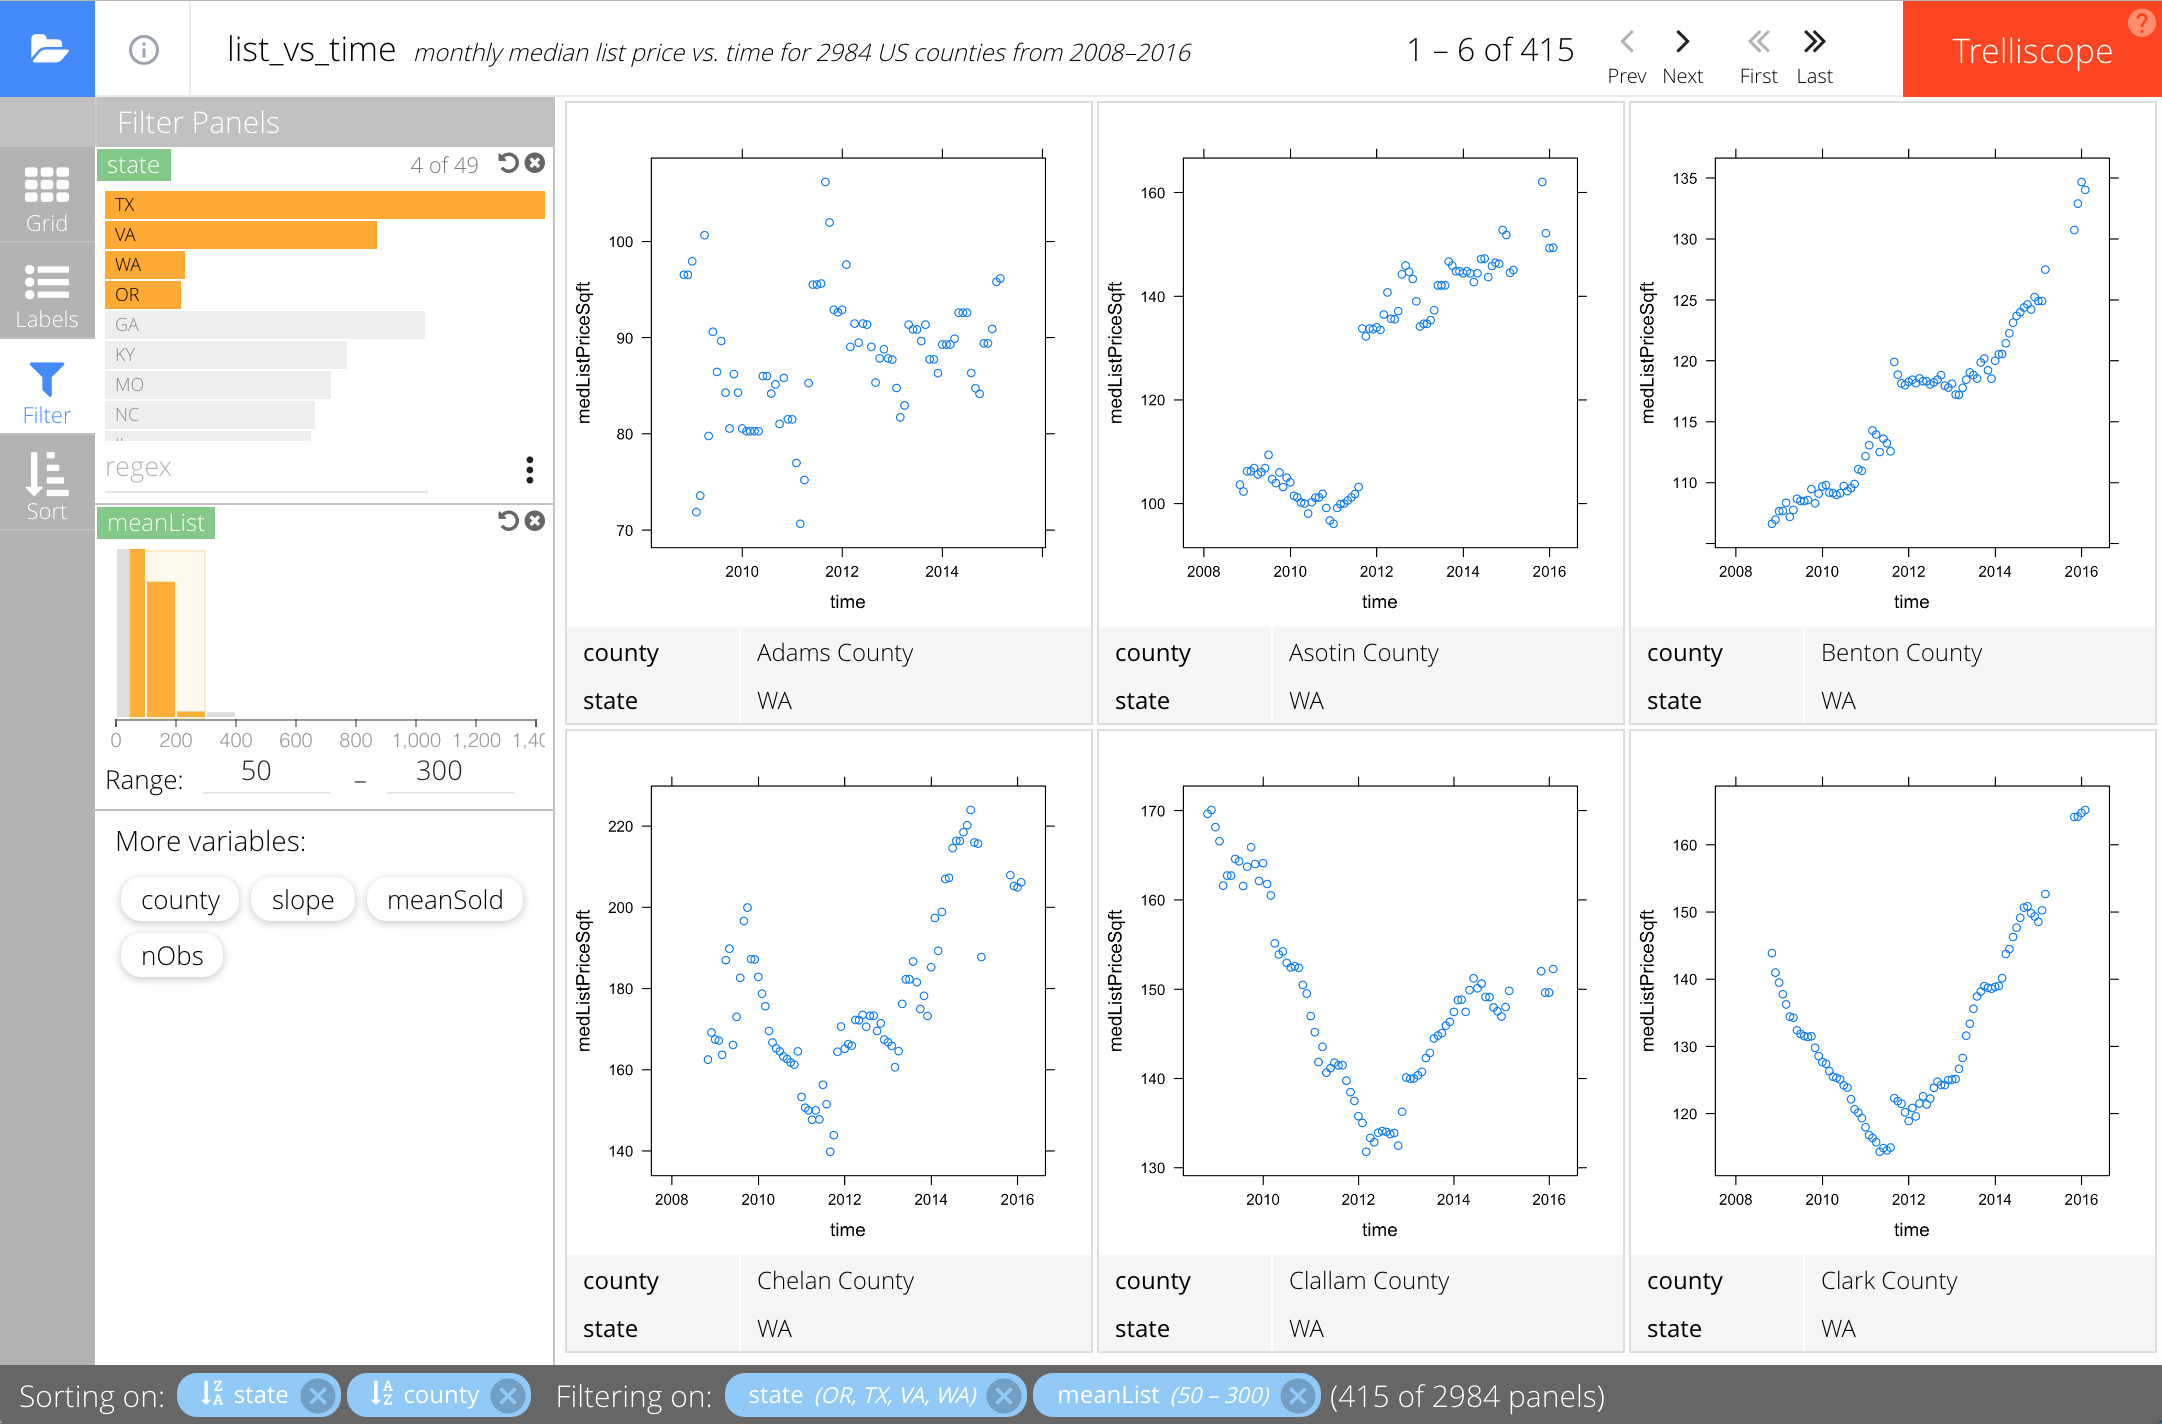 list_vs_time monthly median list price vs. time for 2984 US counties from 2008–2016
1 – 6 of 415
Prev Next First Last
Trelliscope
?
Grid
Labels
Filter
Sort
Filter Panels
state 4 of 49
TX
VA
WA
OR
GA
KY
MO
NC
regex
meanList
0 200 400 600 800 1,000 1,200 1,40
Range: 50 – 300
More variables:
county slope meanSold
nObs
medListPriceSqft
100
90
80
70
2010 2012 2014
time
county Adams County
state WA
medListPriceSqft
160
140
120
100
2008 2010 2012 2014 2016
time
county Asotin County
state WA
medListPriceSqft
135
130
125
120
115
110
2008 2010 2012 2014 2016
time
county Benton County
state WA
medListPriceSqft
220
200
180
160
140
2008 2010 2012 2014 2016
time
county Chelan County
state WA
medListPriceSqft
170
160
150
140
130
2010 2012 2014 2016
time
county Clallam County
state WA
medListPriceSqft
160
150
140
130
120
2008 2010 2012 2014 2016
time
county Clark County
state WA
Sorting on: Z A state A Z county Filtering on: state (OR, TX, VA, WA) meanList (50 – 300) (415 of 2984 panels)